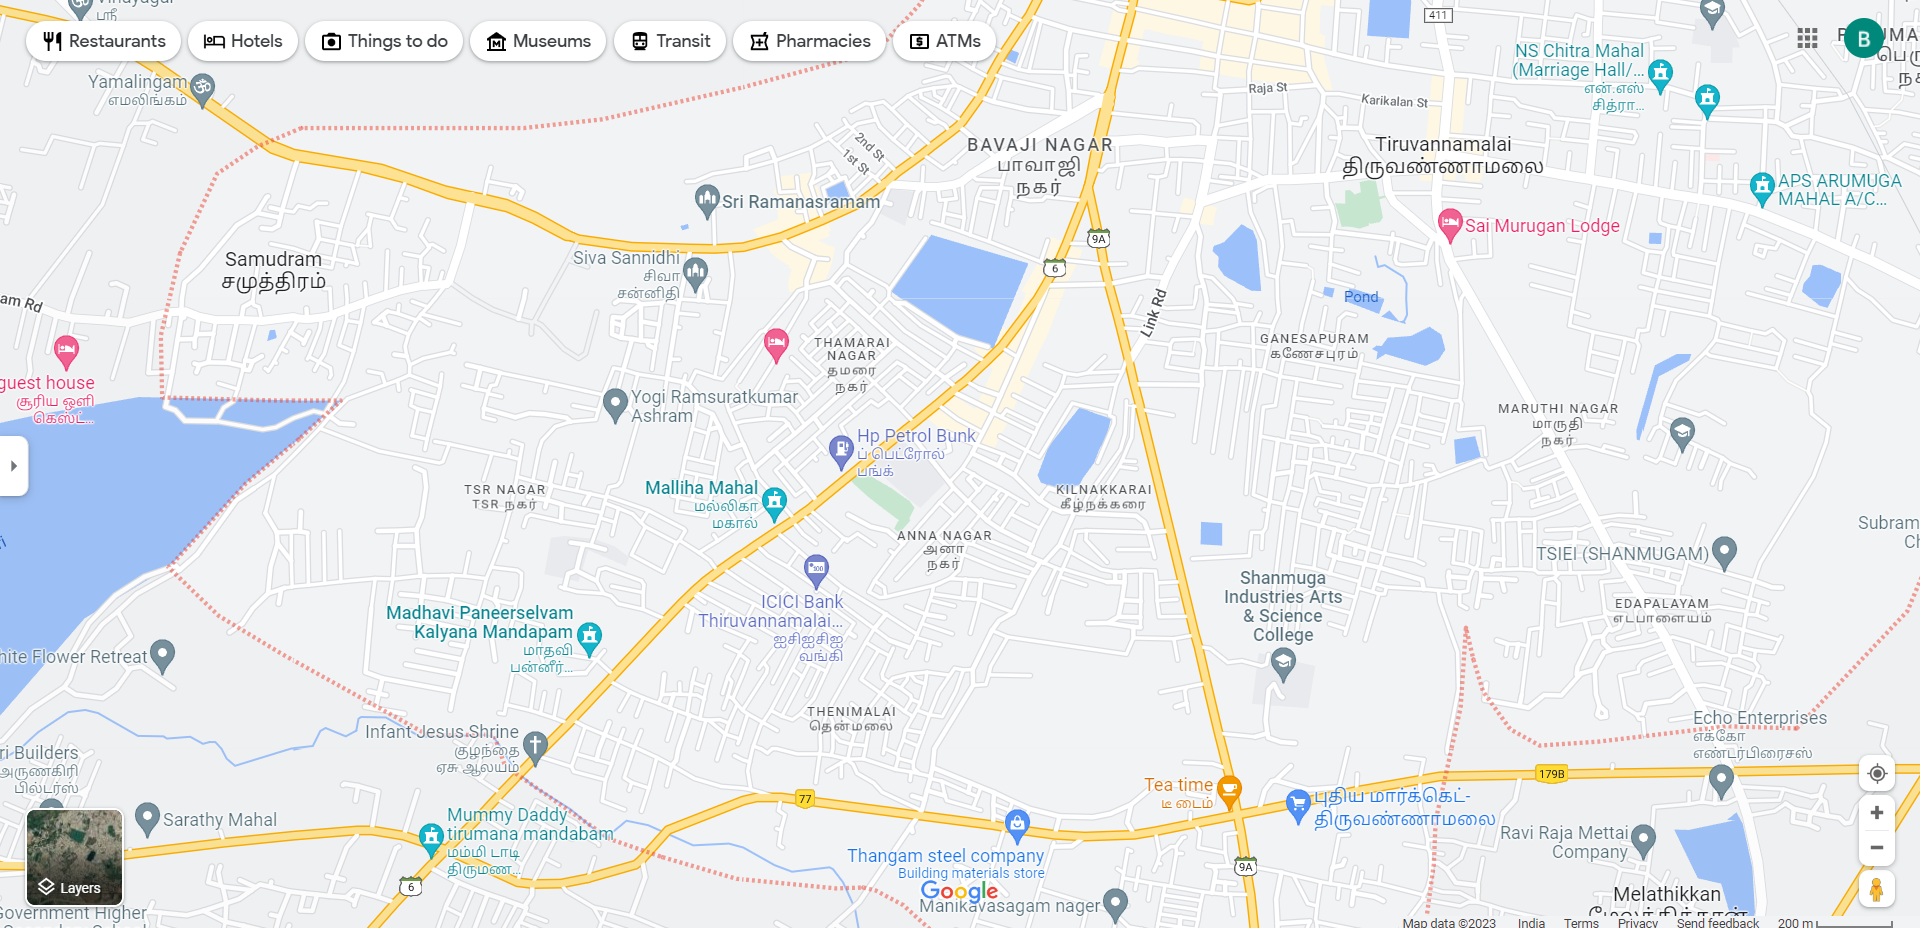 ஸ்ரீ
Restaurants
Hotels
Things to do
Museums
Transit
Pharmacies
ATMs
411
B
NS Chitra Mahal
(Marriage Hall/...
என்.எஸ்
சித்ரா...
Yamalingam
எமலிங்கம்
Raja St
Karikalan St
2nd St
1st St
BAVAJI NAGAR
பாவாஜி
நகர்
Tiruvannamalai
திருவண்ணாமலை
APS ARUMUGA
MAHAL A/C...
Sri Ramanasramam
Sai Murugan Lodge
9A
Samudram
சமுத்திரம்
Siva Sannidhi
சிவா
சன்னிதி
6
am Rd
Pond
Link Rd
GANESAPURAM
கணேசபுரம்
THAMARAI
NAGAR
தமரை
நகர்
guest house
சூரிய ஒளி
கெஸ்ட்...
Yogi Ramsuratkumar
Ashram
MARUTHI NAGAR
மாருதி
நகர்
Hp Petrol Bunk
ப் பெட்ரோல்
பங்க்
TSR NAGAR
TSR நகர்
Malliha Mahal
மல்லிகா
மகால்
KILNAKKARAI
கீழ்நக்கரை
ANNA NAGAR
அனா
நகர்
Subram
TSIEI (SHANMUGAM)
Shanmuga
Industries Arts
& Science
College
ICICI Bank
Thiruvannamalai...
ஐசிஐசிஐ
வங்கி
EDAPALAYAM
எடபாளையம்
Madhavi Paneerselvam
Kalyana Mandapam
மாதவி
பன்னீர்...
hite Flower Retreat
THENIMALAI
தென்மலை
Echo Enterprises
எக்கோ
எண்டர்பிரைசஸ்
Infant Jesus Shrine
குழந்தை
ஏசு ஆலயம்
ri Builders
அருணகிரி
பில்டர்ஸ்
179B
Tea time
டீ டைம்
77
புதிய மார்க்கெட்-
திருவண்ணாமலை
Sarathy Mahal
Mummy Daddy
tirumana mandabam
மம்மி டாடி
திருமண...
Ravi Raja Mettai
Company
Thangam steel company
Building materials store
9A
6
Layers
Google
Manikavasagam nager
Melathikkan
Government Higher
Map data ©2023
India
Terms
Privacy
Send feedback
200 m